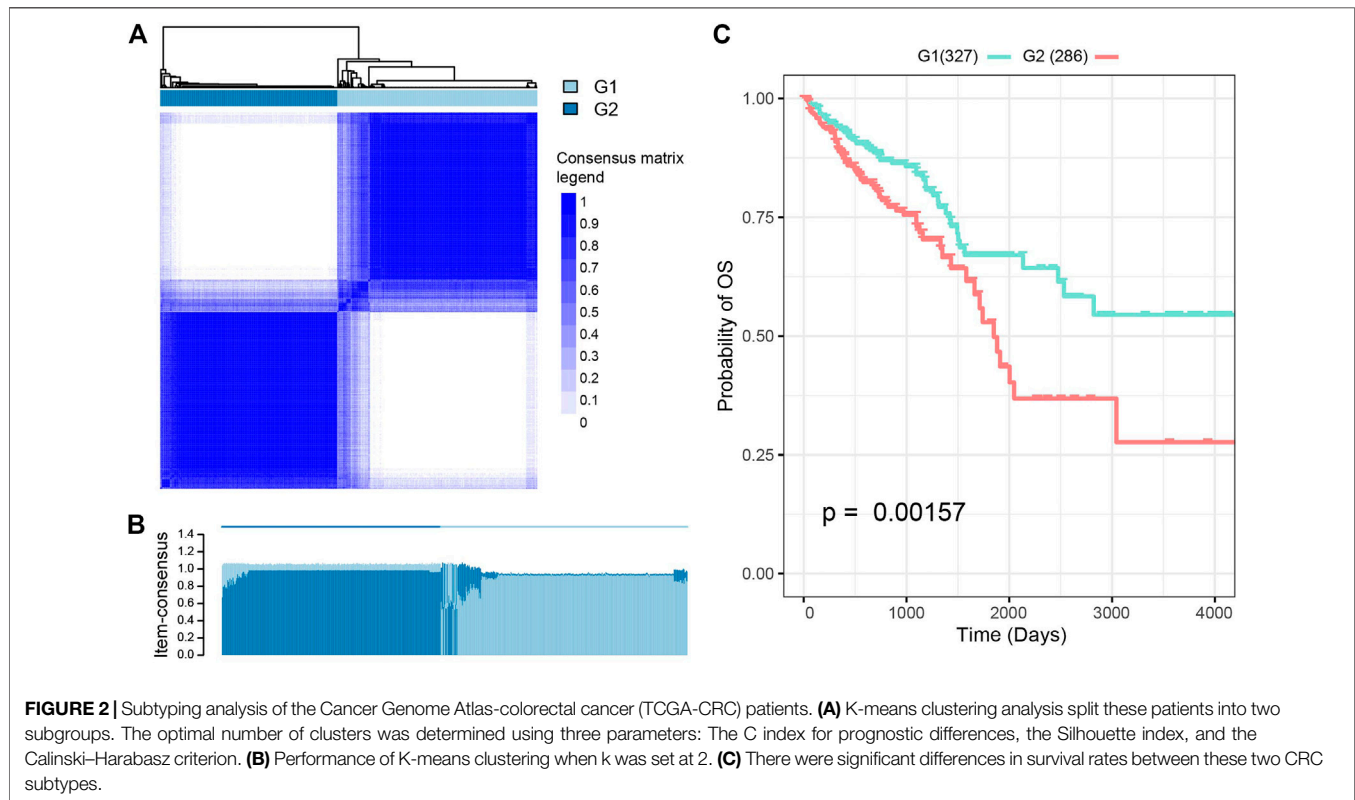 A
G1
G2
Consensus matrix
legend
1
0.9
0.8
0.7
0.6
0.5
0.4
0.3
0.2
0.1
0
B
Item-consensus
1.4
1.2
1.0
0.8
0.6
0.4
0.2
0.0
C
G1(327) G2 (286)
Probability of OS
1.00
0.75
0.50
0.25
0.00
p = 0.00157
0 1000 2000 3000 4000
Time (Days)
FIGURE 2 | Subtyping analysis of the Cancer Genome Atlas-colorectal cancer (TCGA-CRC) patients. (A) K-means clustering analysis split these patients into two
subgroups. The optimal number of clusters was determined using three parameters: The C index for prognostic differences, the Silhouette index, and the
Calinski–Harabasz criterion. (B) Performance of K-means clustering when k was set at 2. (C) There were significant differences in survival rates between these two CRC
subtypes.